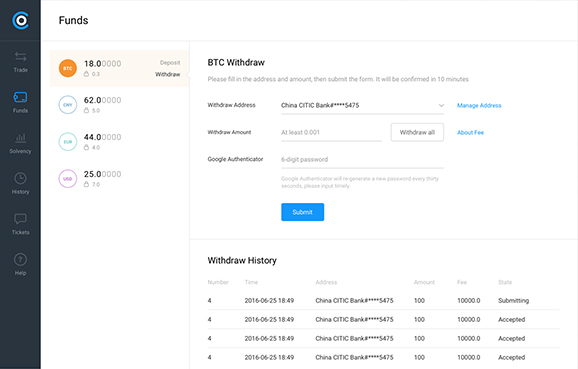 Funds
Trade
Funds
Solvency
History
Tickets
Help
BTC
18.00000
0.3
Deposit
Withdraw
CNY
62.00000
5.0
EUR
44.00000
4.0
USD
25.00000
7.0
BTC Withdraw
Please fill in the address and amount, then submit the form. It will be confirmed in 10 minutes
Withdraw Address China CITIC Bank#****5475 Manage Address
Withdraw Amount At least 0.001 Withdraw all About Fee
Google Authenticator 6-digit password
Google Authenticator will re-generate a new password every thirty
seconds, please input timely.
Submit
Withdraw History
Number Time Address Amount Fee State
4 2016-06-25 18:49 China CITIC Bank#****5475 100 10000.0 Submitting
4 2016-06-25 18:49 China CITIC Bank#****5475 100 10000.0 Accepted
4 2016-06-25 18:49 China CITIC Bank#****5475 100 10000.0 Accepted
4 2016-06-25 18:49 China CITIC Bank#****5475 100 10000.0 Accepted